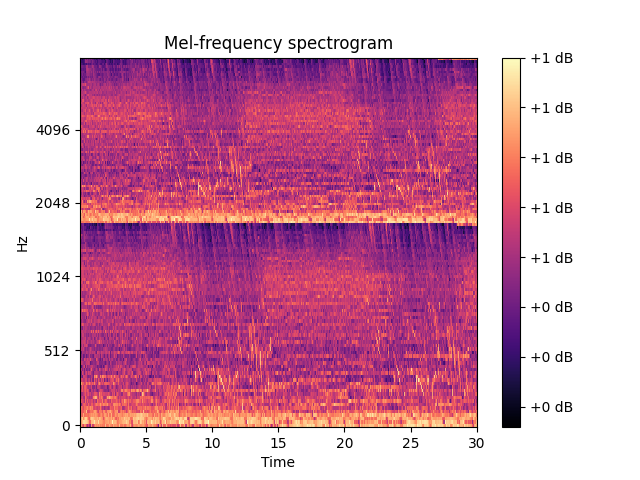 Mel-frequency spectrogram
Hz
4096
2048
1024
512
0
0 5 10 15 20 25 30
Time
+1 dB
+1 dB
+1 dB
+1 dB
+1 dB
+0 dB
+0 dB
+0 dB